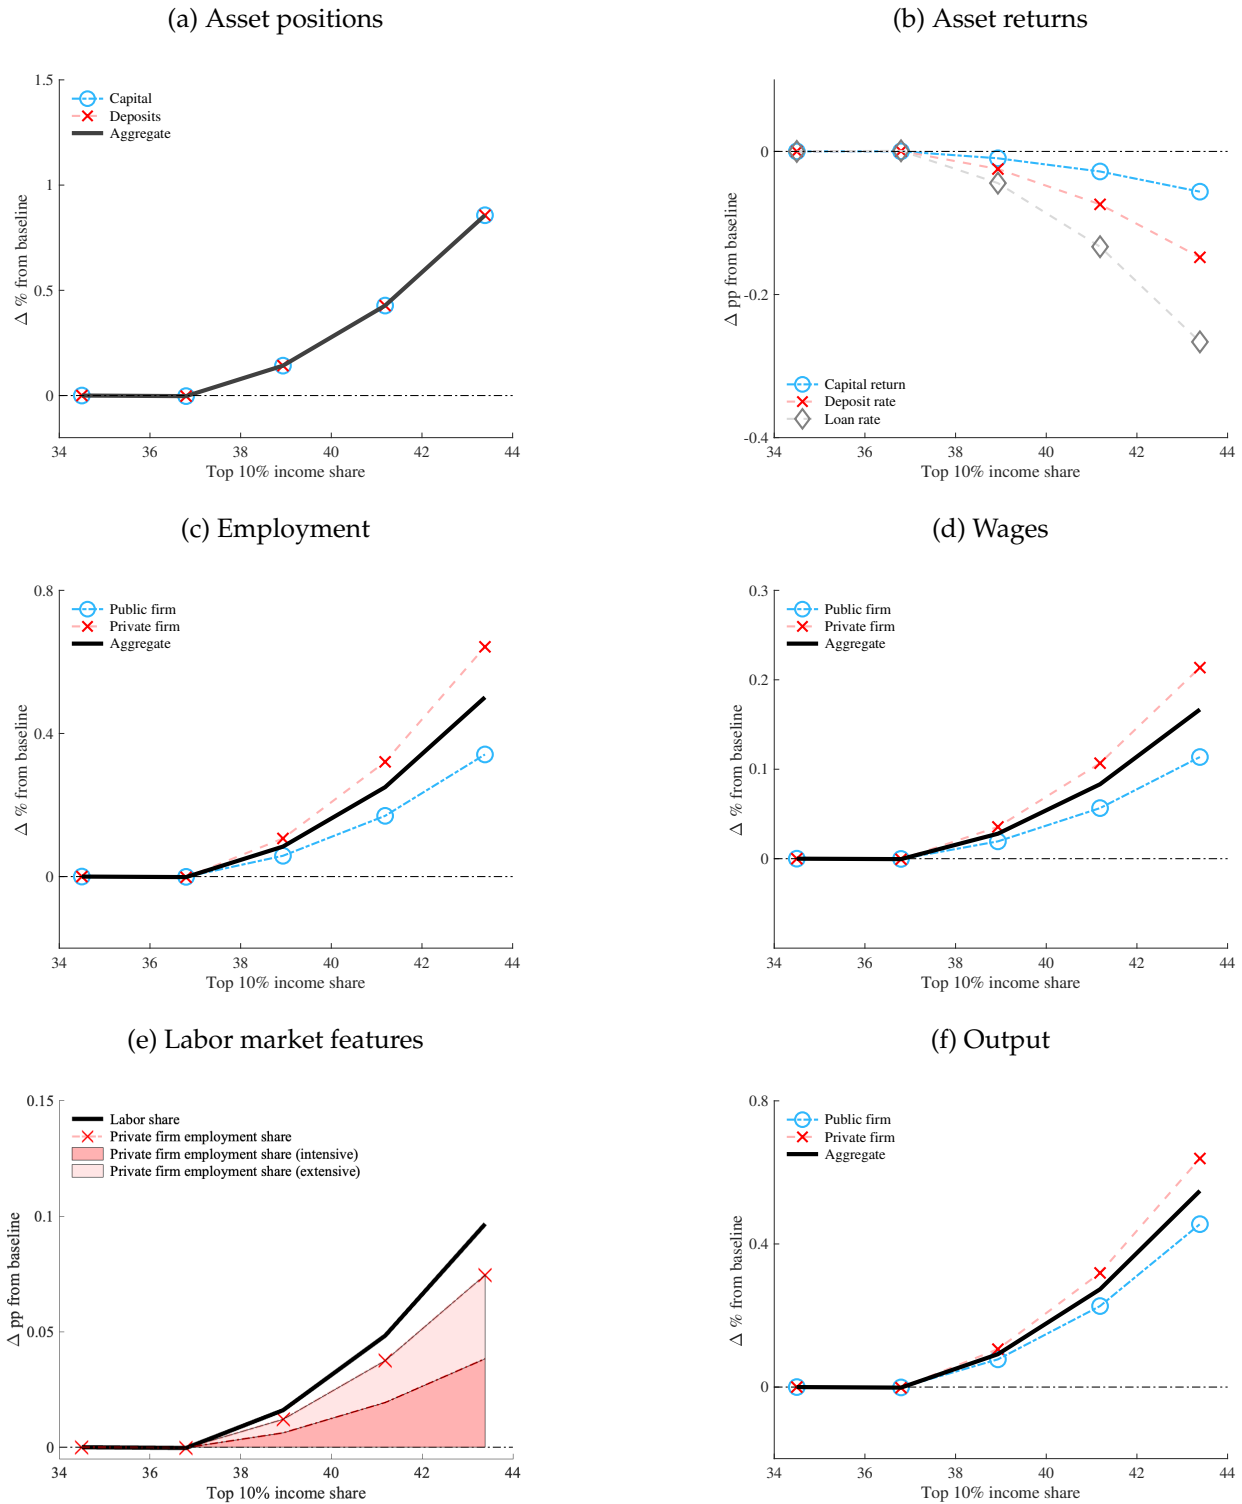 (a) Asset positions
1.5
1
0.5
0
Δ % from baseline
Capital
Deposits
Aggregate
34 36 38 40 42 44
Top 10% income share
(b) Asset returns
0
-0.2
-0.4
Δ pp from baseline
Capital return
Deposit rate
Loan rate
34 36 38 40 42 44
Top 10% income share
(c) Employment
0.8
0.4
0
Δ % from baseline
Public firm
Private firm
Aggregate
34 36 38 40 42 44
Top 10% income share
(d) Wages
0.3
0.2
0.1
0
Δ % from baseline
Public firm
Private firm
Aggregate
34 36 38 40 42 44
Top 10% income share
(e) Labor market features
0.15
0.1
0.05
0
Δ pp from baseline
Labor share
Private firm employment share
Private firm employment share (intensive)
Private firm employment share (extensive)
34 36 38 40 42 44
Top 10% income share
(f) Output
0.8
0.4
0
Δ % from baseline
Public firm
Private firm
Aggregate
34 36 38 40 42 44
Top 10% income share